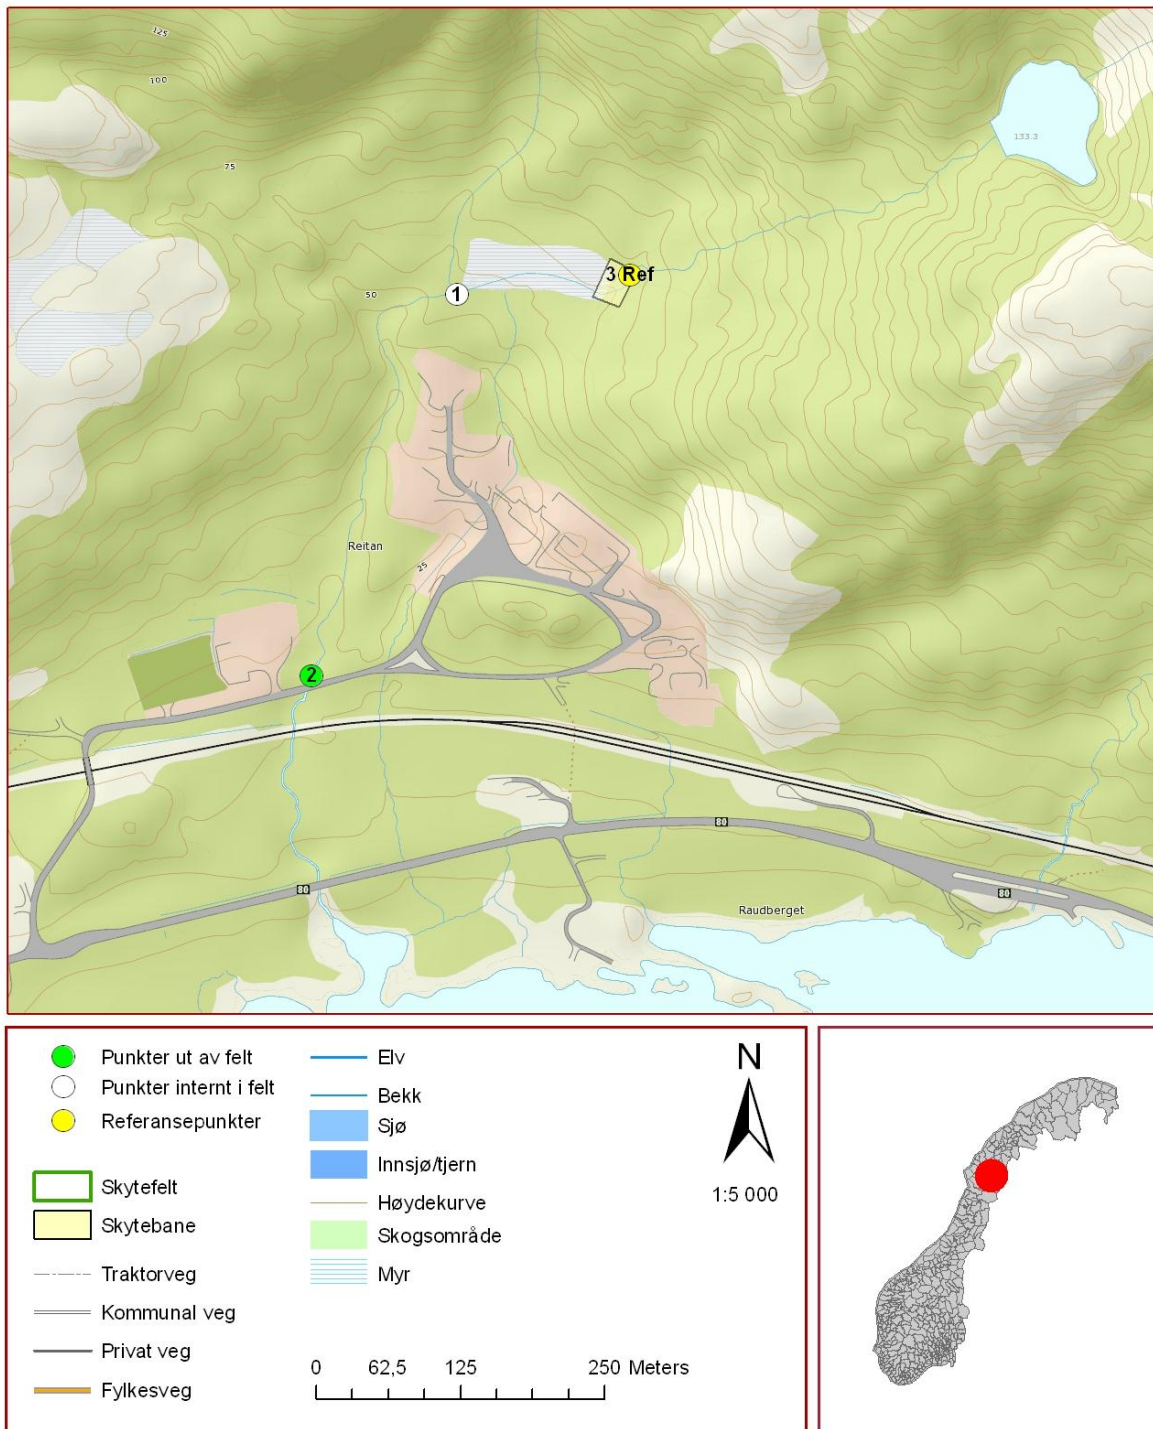 125
100
75
133.3
50
1
3 Ref
Reitan
25
2
80
80
80
Raudberget
Punkter ut av felt
Punkter internt i felt
Referansepunkter
Skytefelt
Skytebane
Traktorveg
Kommunal veg
Privat veg
Fylkesveg
Elv
Bekk
Sjø
Innsjø/tjern
Høydekurve
Skogsområde
Myr
0 62,5 125 250 Meters
N
1:5 000